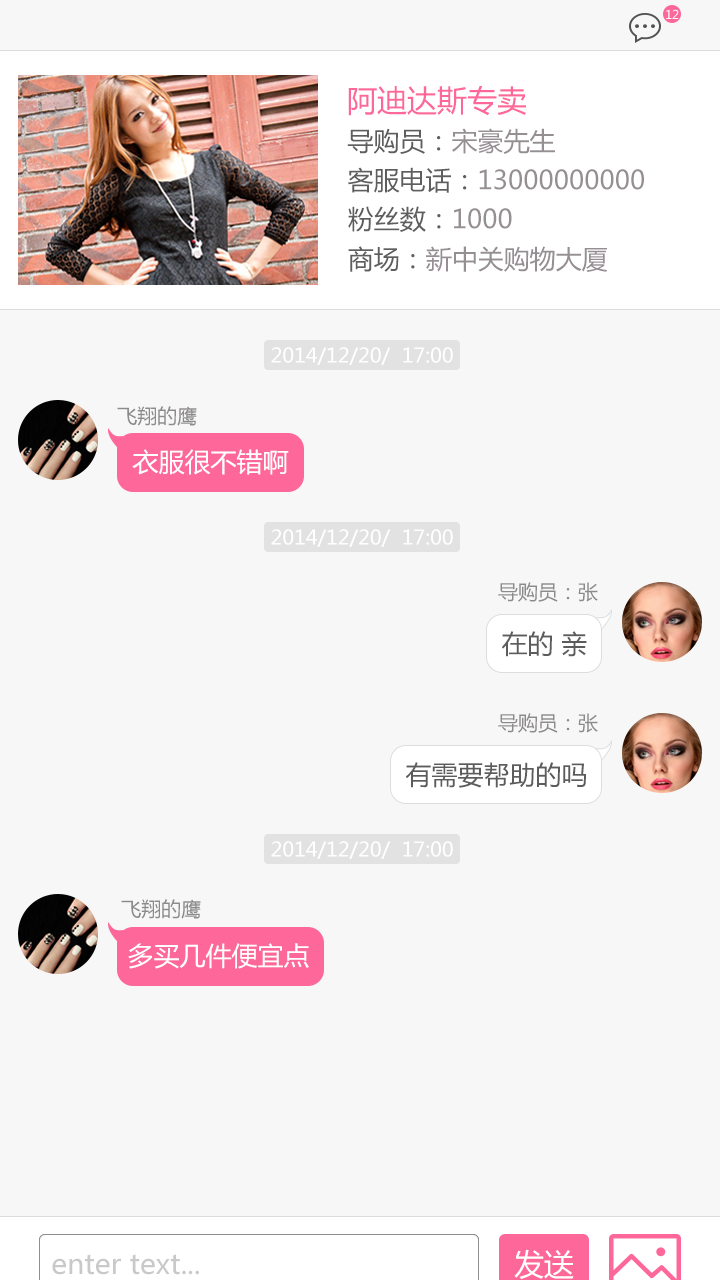 12
阿迪达斯专卖
导购员：宋豪先生
客服电话：13000000000
粉丝数：1000
商场：新中关购物大厦
2014/12/20/ 17:00
飞翔的鹰
衣服很不错啊
2014/12/20/ 17:00
导购员：张
在的 亲
导购员：张
有需要帮助的吗
2014/12/20/ 17:00
飞翔的鹰
多买几件便宜点
enter text...
发送